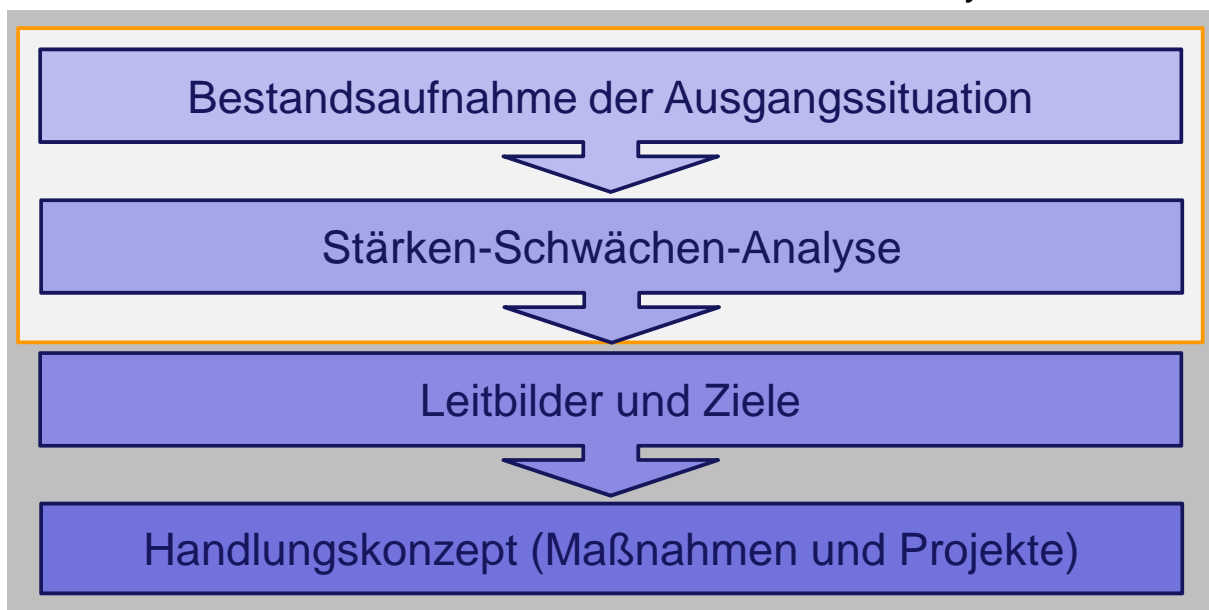 Bestandsaufnahme der Ausgangssituation
Stärken-Schwächen-Analyse
Leitbilder und Ziele
Handlungskonzept (Maßnahmen und Projekte)